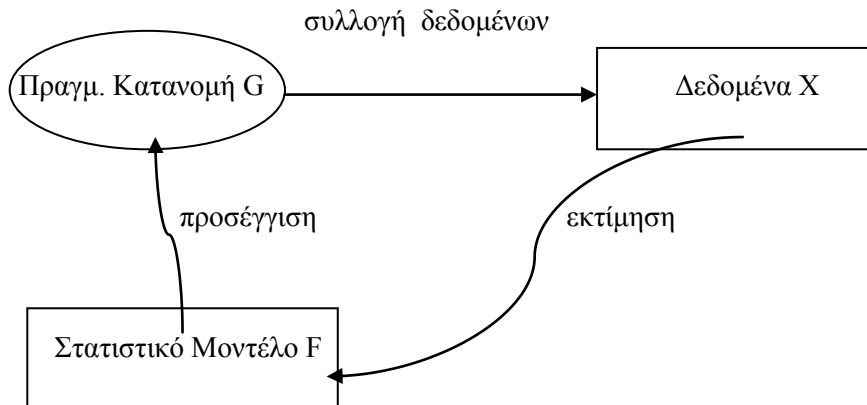 συλλογή δεδομένων
Πραγμ. Κατανομή G
Δεδομένα X
προσέγγιση
εκτίμηση
Στατιστικό Μοντέλο F